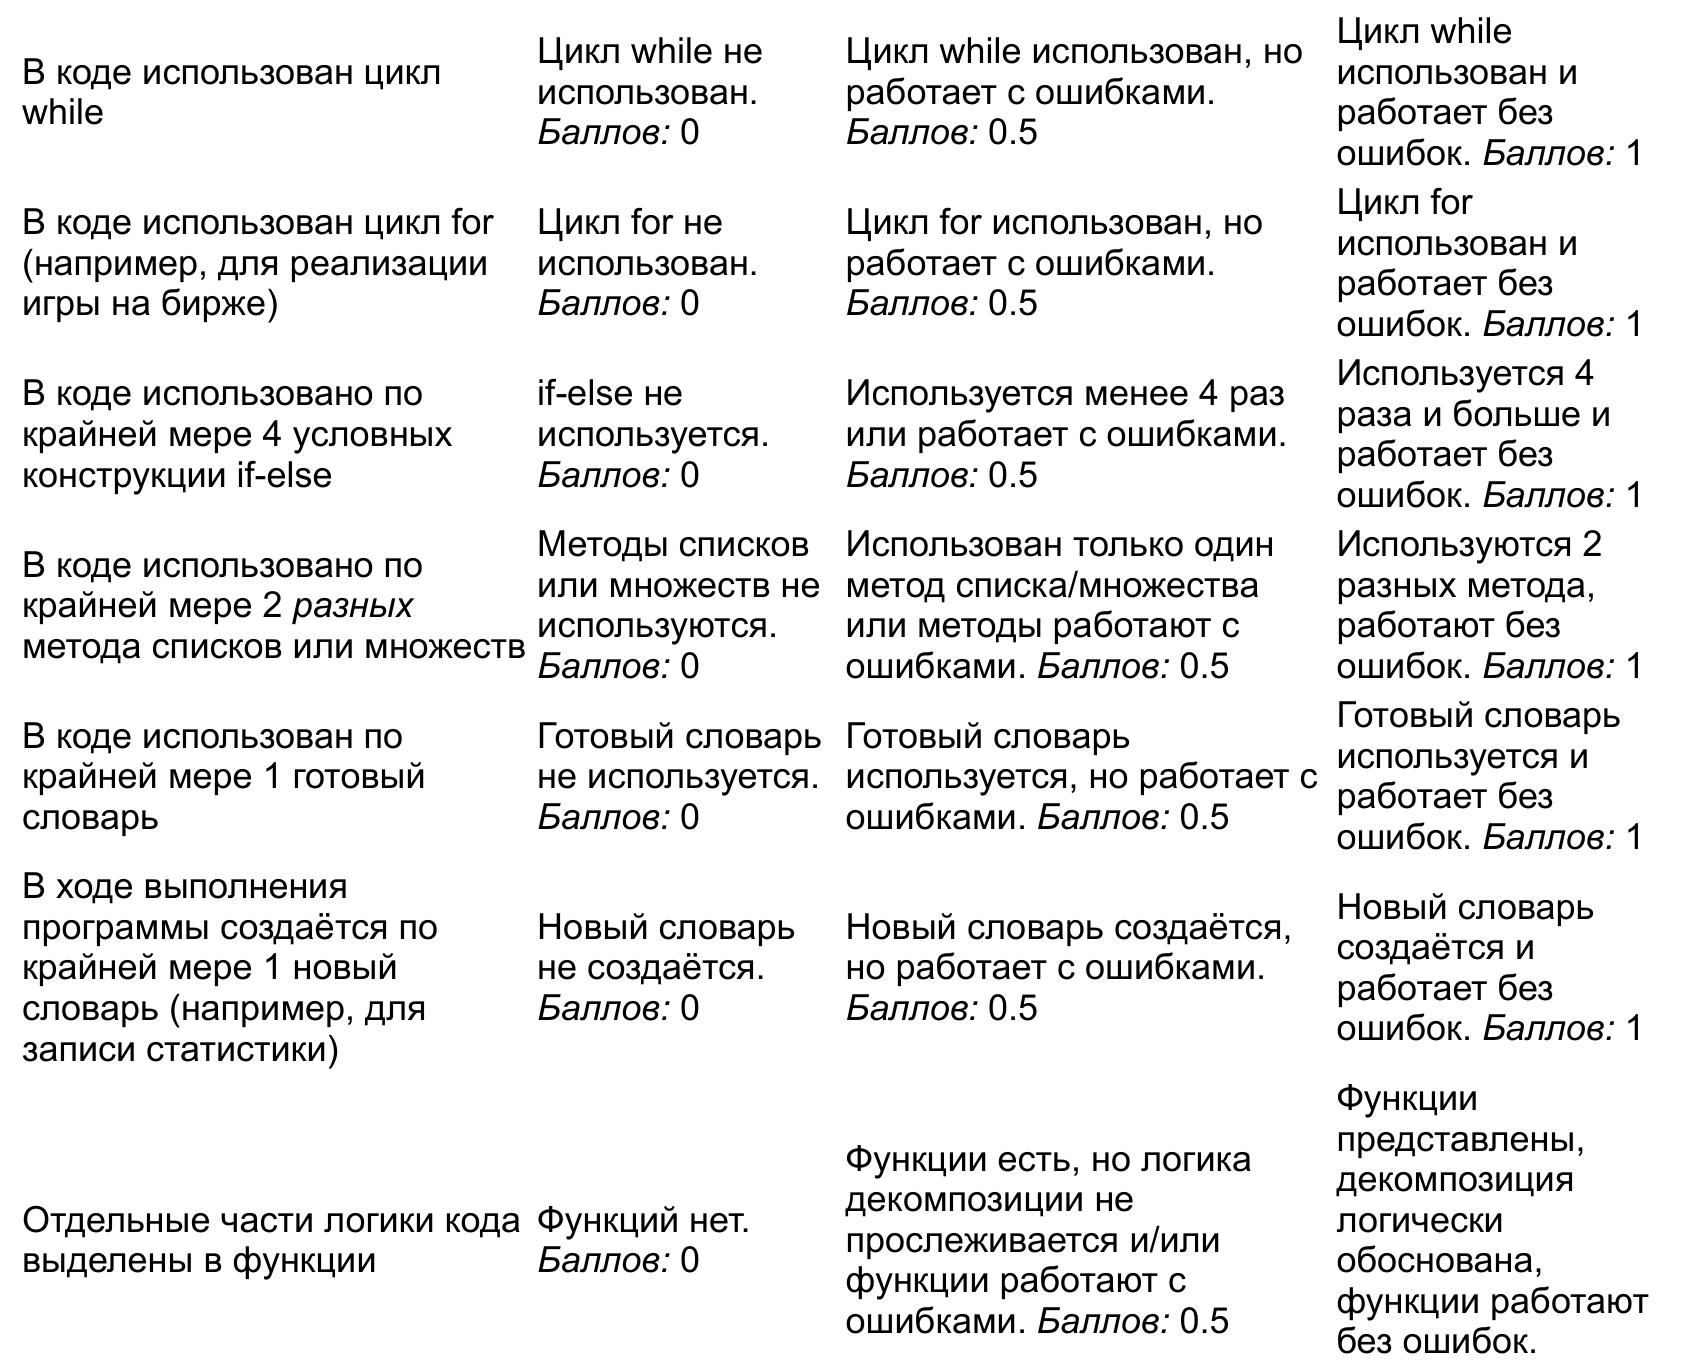 В коде использован цикл
while
Цикл while не
использован.
Баллов: 0
Цикл while использован, но
работает с ошибками.
Баллов: 0.5
Цикл while
использован и
работает без
ошибок. Баллов: 1
В коде использован цикл for
(например, для реализации
игры на бирже)
Цикл for не
использован.
Баллов: 0
Цикл for использован, но
работает с ошибками.
Баллов: 0.5
Цикл for
использован и
работает без
ошибок. Баллов: 1
В коде использовано по
крайней мере 4 условных
конструкции if-else
if-else не
используется.
Баллов: 0
Используется менее 4 раз
или работает с ошибками.
Баллов: 0.5
Используется 4
раза и больше и
работает без
ошибок. Баллов: 1
В коде использовано по
крайней мере 2 разных
метода списков или множеств
Методы списков
или множеств не
используются.
Баллов: 0
Использован только один
метод списка/множества
или методы работают с
ошибками. Баллов: 0.5
Используются 2
разных метода,
работают без
ошибок. Баллов: 1
В коде использован по
крайней мере 1 готовый
словарь
Готовый словарь
не используется.
Баллов: 0
Готовый словарь
используется, но работает с
ошибками. Баллов: 0.5
Готовый словарь
используется и
работает без
ошибок. Баллов: 1
В ходе выполнения
программы создаётся по
крайней мере 1 новый
словарь (например, для
записи статистики)
Новый словарь
не создаётся.
Баллов: 0
Новый словарь создаётся,
но работает с ошибками.
Баллов: 0.5
Новый словарь
создаётся и
работает без
ошибок. Баллов: 1
Отдельные части логики кода
выделены в функции
Функций нет.
Баллов: 0
Функции есть, но логика
декомпозиции не
прослеживается и/или
функции работают с
ошибками. Баллов: 0.5
Функции
представлены,
декомпозиция
логически
обоснована,
функции работают
без ошибок.